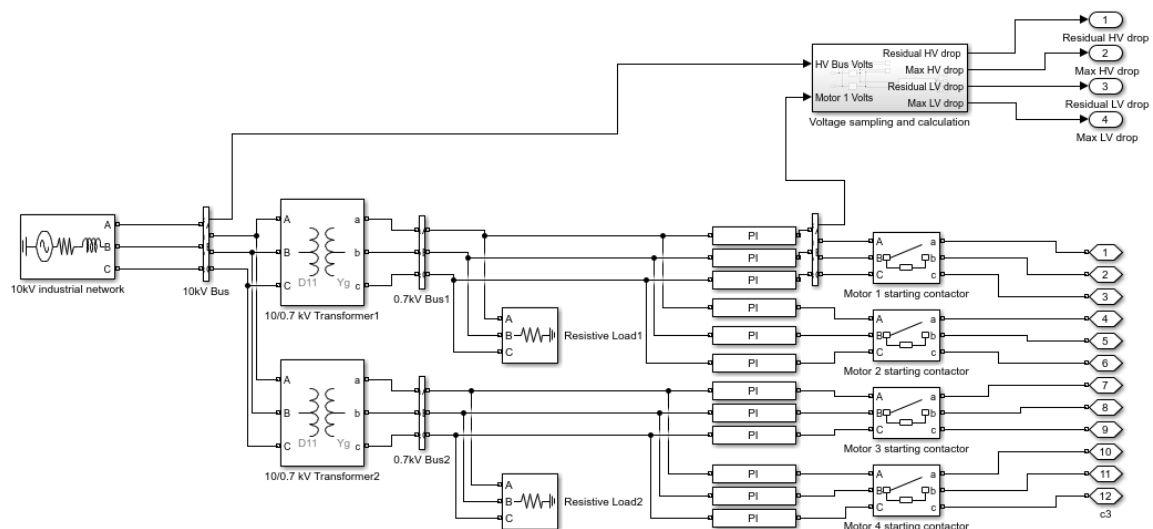 1
Residual HV drop
2
Max HV drop
3
Residual LV drop
4
Max LV drop
HV Bus Volts
Motor 1 Volts
Residual HV drop
Max HV drop
Residual LV drop
Max LV drop
Voltage sampling and calculation
A
B
C
10kV industrial network
10kV Bus
A
B
C
a
b
c
D11
Yg
10/0.7 kV Transformer1
0.7kV Bus1
A
B
C
Resistive Load1
PI
PI
PI
PI
PI
PI
A
B
C
a
b
c
Motor 1 starting contactor
A
B
C
a
b
c
Motor 2 starting contactor
1
2
3
4
5
6
A
B
C
a
b
c
D11
Yg
10/0.7 kV Transformer2
0.7kV Bus2
A
B
C
Resistive Load2
PI
PI
PI
PI
PI
PI
A
B
C
a
b
c
Motor 3 starting contactor
A
B
C
a
b
c
Motor 4 starting contactor
7
8
9
10
11
12
c3